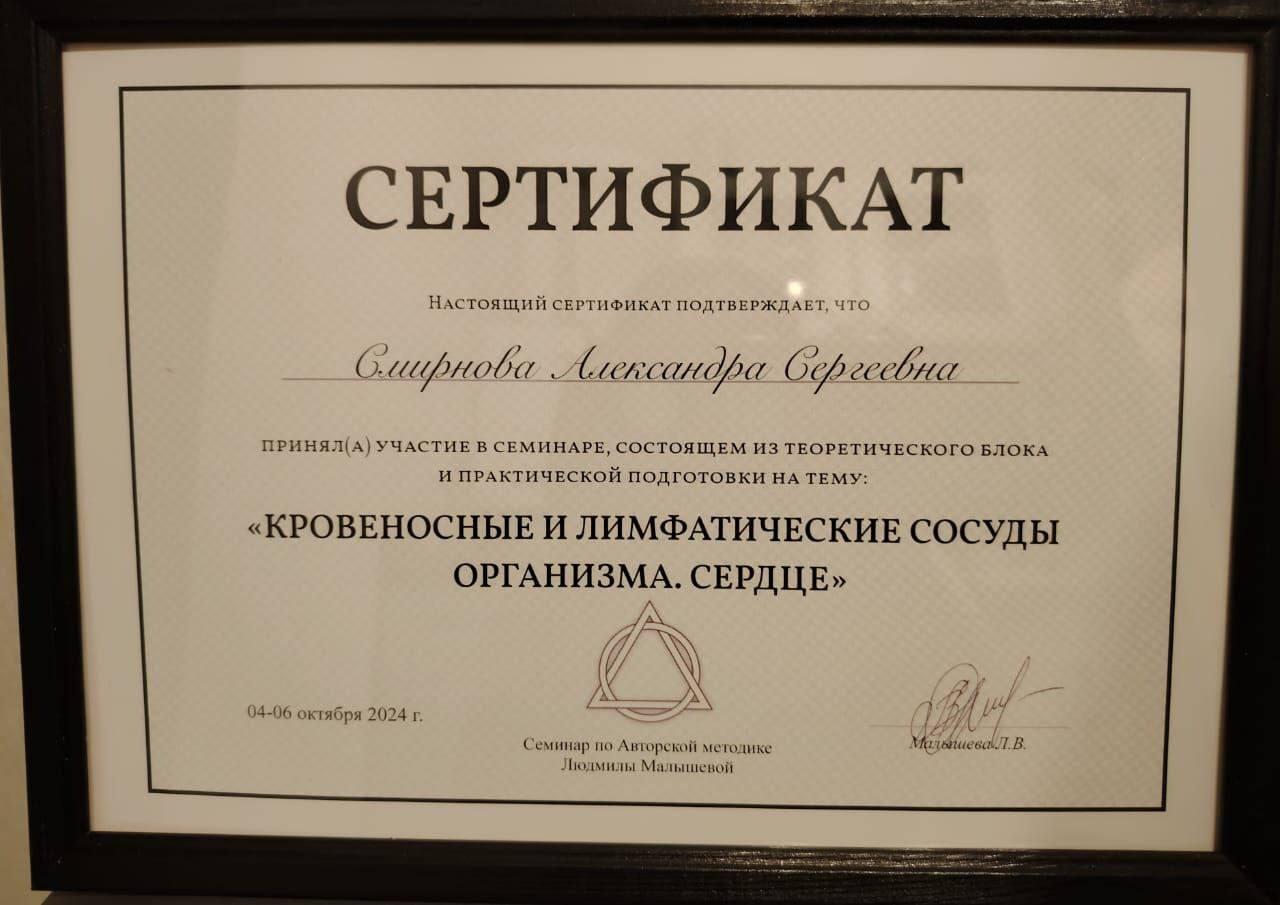 СЕРТИФИКАТ
Настоящий сертификат подтверждает, что
Смирнова Александра Сергеевна
принял(а) участие в семинаре, состоящем из теоретического блока
и практической подготовки на тему:
«КРОВЕНОСНЫЕ И ЛИМФАТИЧЕСКИЕ СОСУДЫ
ОРГАНИЗМА. СЕРДЦЕ»
04-06 октября 2024 г.
Семинар по Авторской методике
Людмилы Малышевой
Малышева Л.В.